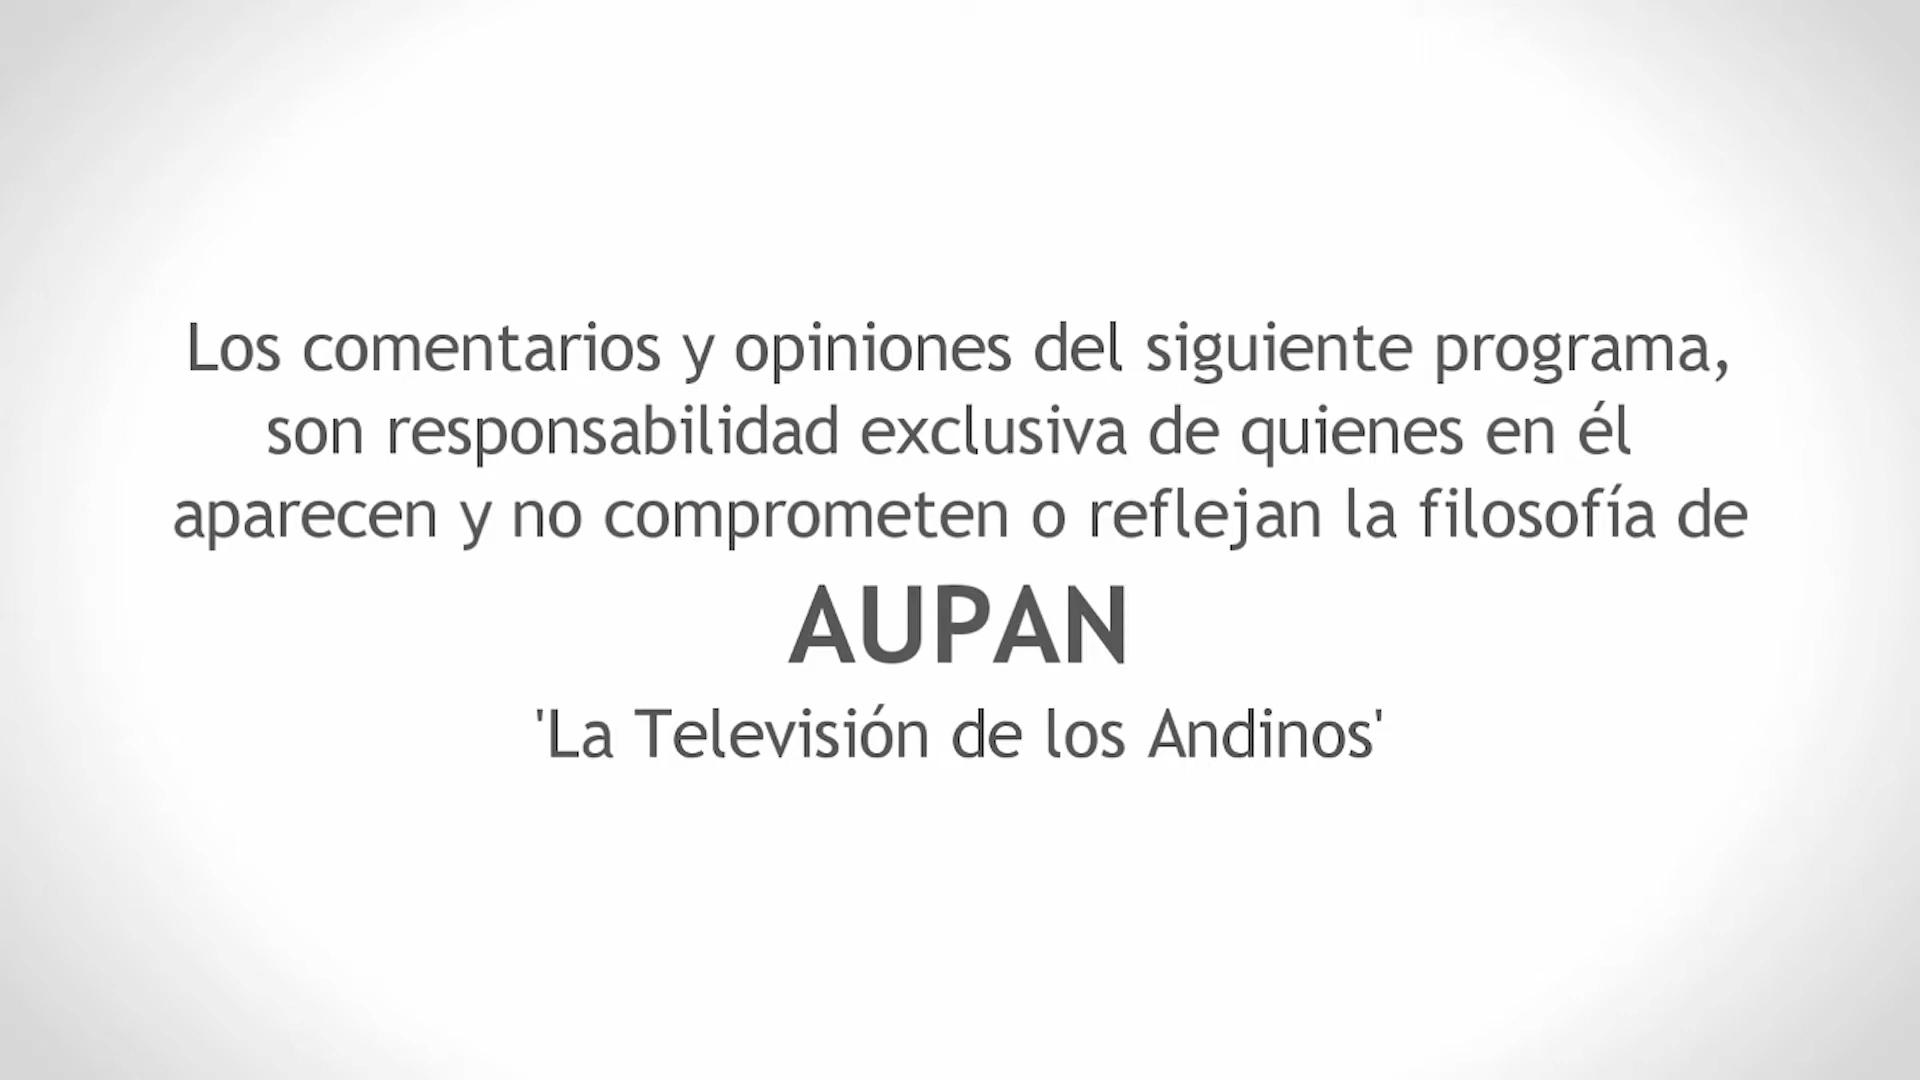 Los comentarios y opiniones del siguiente programa,
son responsabilidad exclusiva de quienes en él
aparecen y no comprometen o reflejan la filosofía de
AUPAN
'La Televisión de los Andinos'